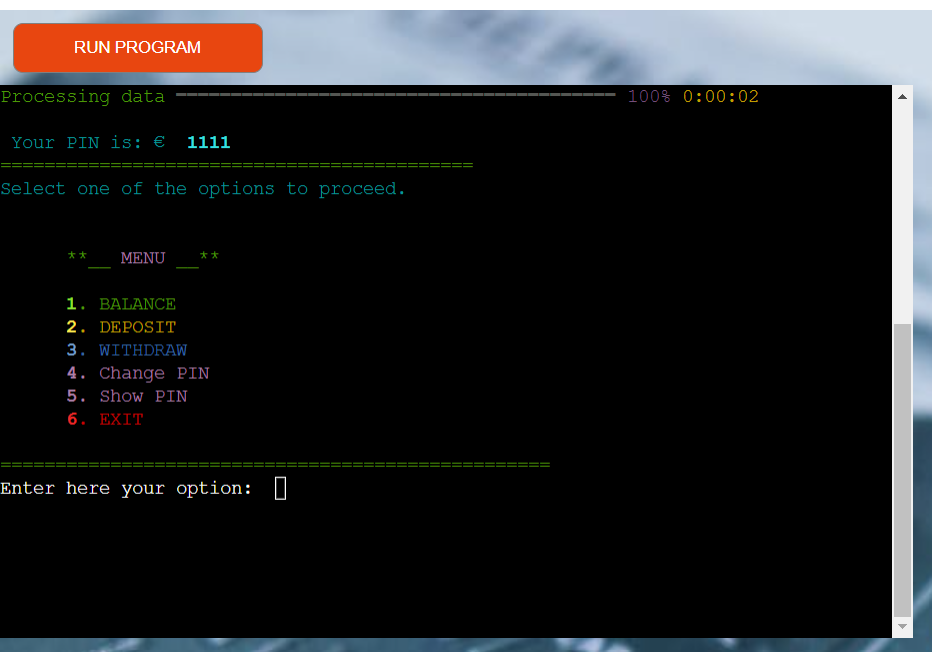 RUN PROGRAM
Processing data ━━━━━━━━━━━━━━━━━━━━━━━━━━━━━━━━━━━━━━━━ 100% 0:00:02
Your PIN is: €  1111
===========================================
Select one of the options to proceed.
**__ MENU __**
1. BALANCE
2. DEPOSIT
3. WITHDRAW
4. Change PIN
5. Show PIN
6. EXIT
==================================================
Enter here your option: